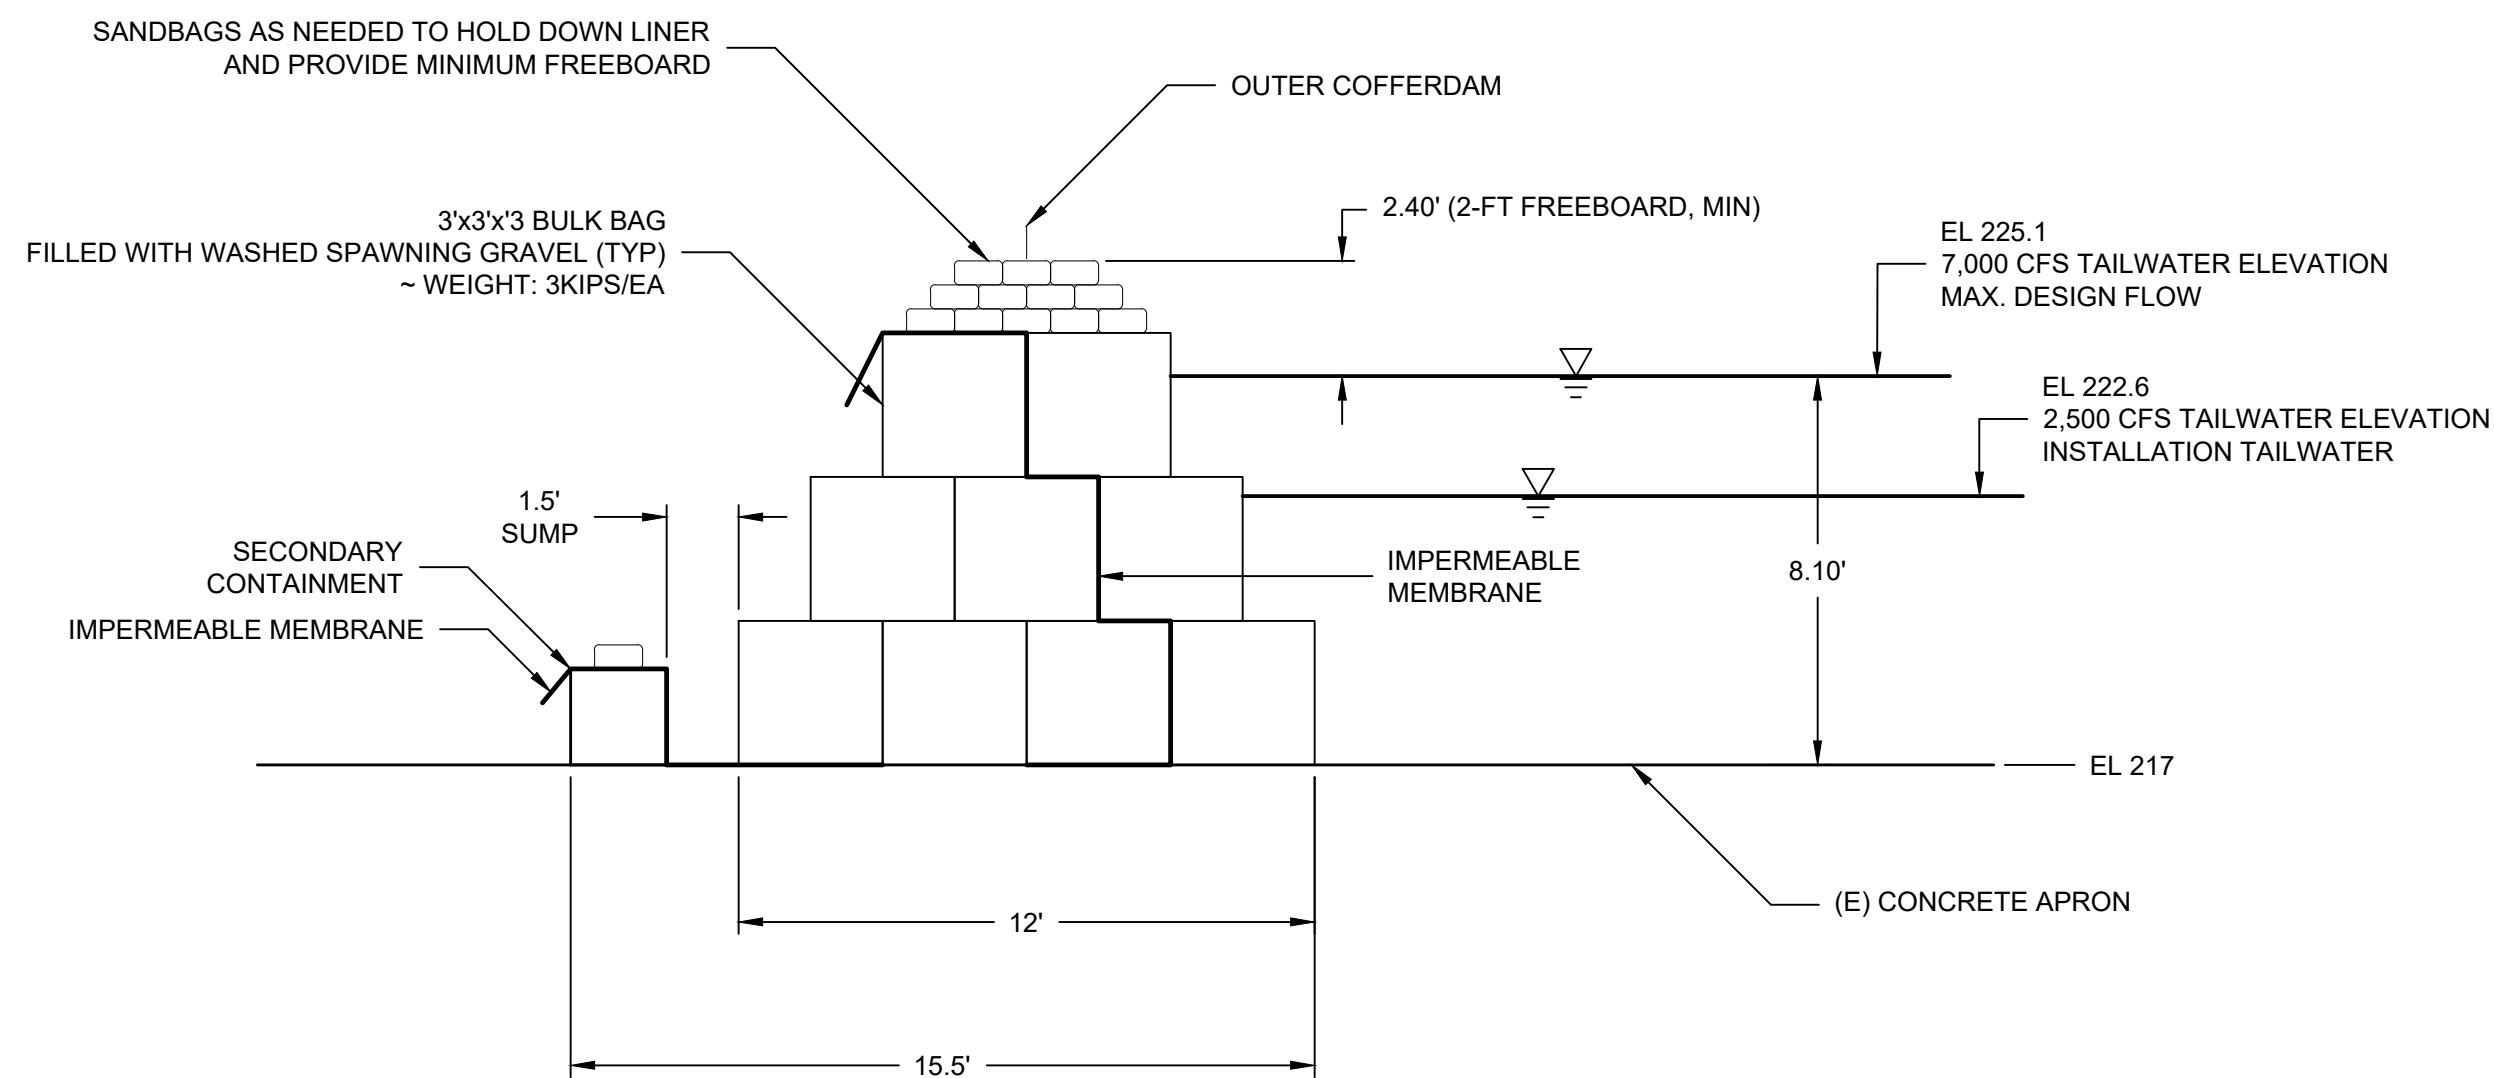 SANDBAGS AS NEEDED TO HOLD DOWN LINER
AND PROVIDE MINIMUM FREEBOARD
OUTER COFFERDAM
2.40' (2-FT FREEBOARD, MIN)
3'x3'x'3 BULK BAG
FILLED WITH WASHED SPAWNING GRAVEL (TYP)
~ WEIGHT: 3KIPS/EA
EL 225.1
7,000 CFS TAILWATER ELEVATION
MAX. DESIGN FLOW
EL 222.6
2,500 CFS TAILWATER ELEVATION
INSTALLATION TAILWATER
1.5'
SUMP
SECONDARY
CONTAINMENT
IMPERMEABLE MEMBRANE
IMPERMEABLE
MEMBRANE
8.10'
EL 217
(E) CONCRETE APRON
12'
15.5'